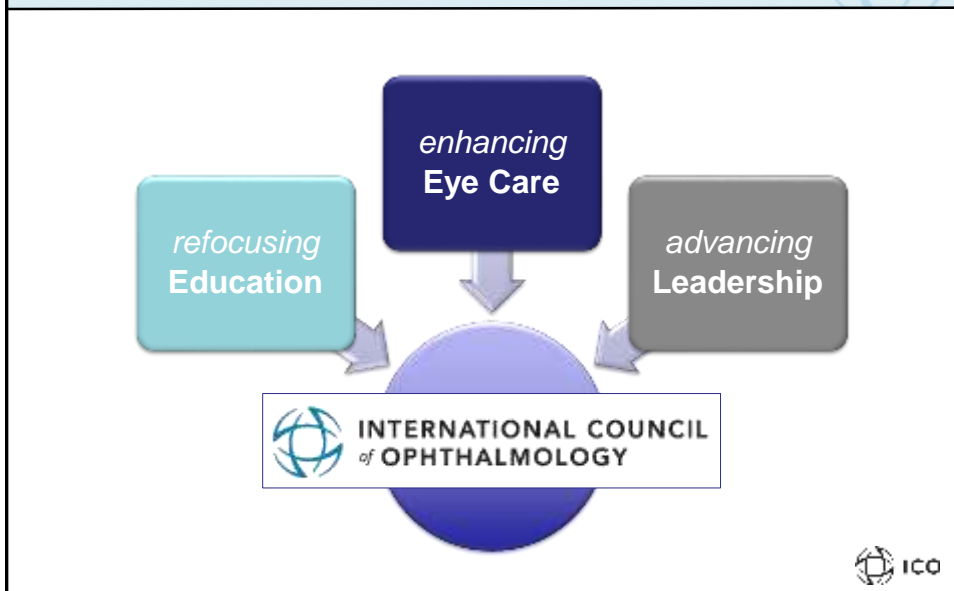 enhancing
Eye Care
refocusing
Education
advancing
Leadership
INTERNATIONAL COUNCIL
of OPHTHALMOLOGY
ICO